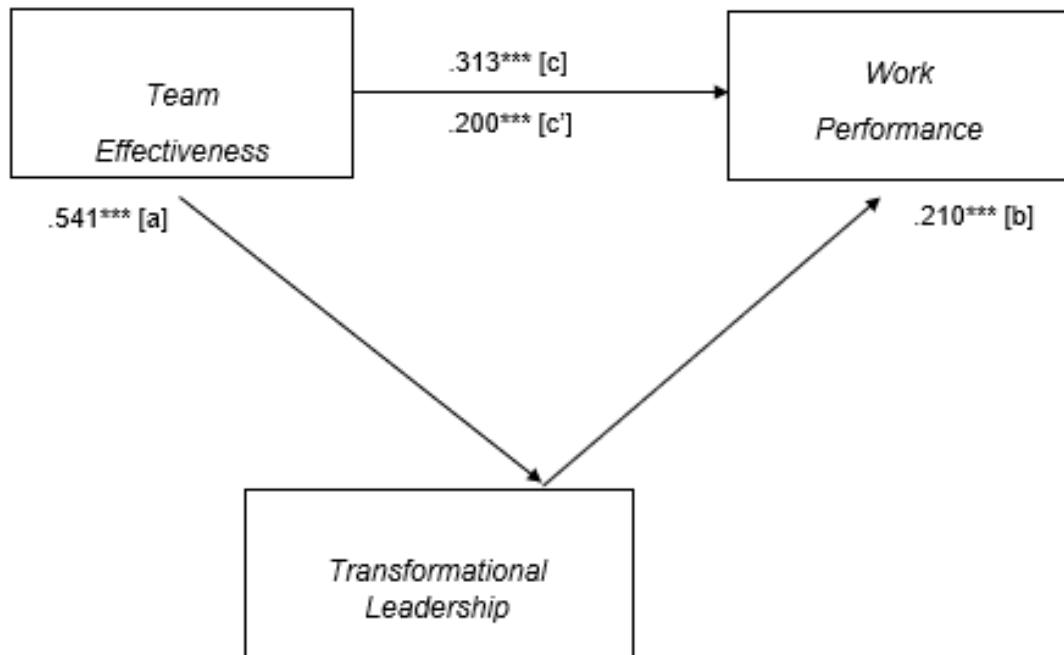 Team
Effectiveness
.313*** [c]
.200*** [c’]
Work
Performance
.541*** [a]
.210*** [b]
Transformational
Leadership